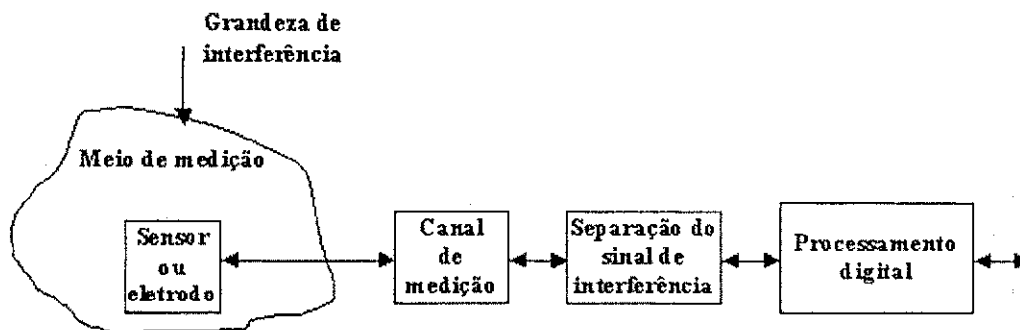 Grandeza de
interferência
Meio de medição
Sensor
ou
eletrodo
Canal
de
medição
Separação do
sinal de
interferência
Processamento
digital